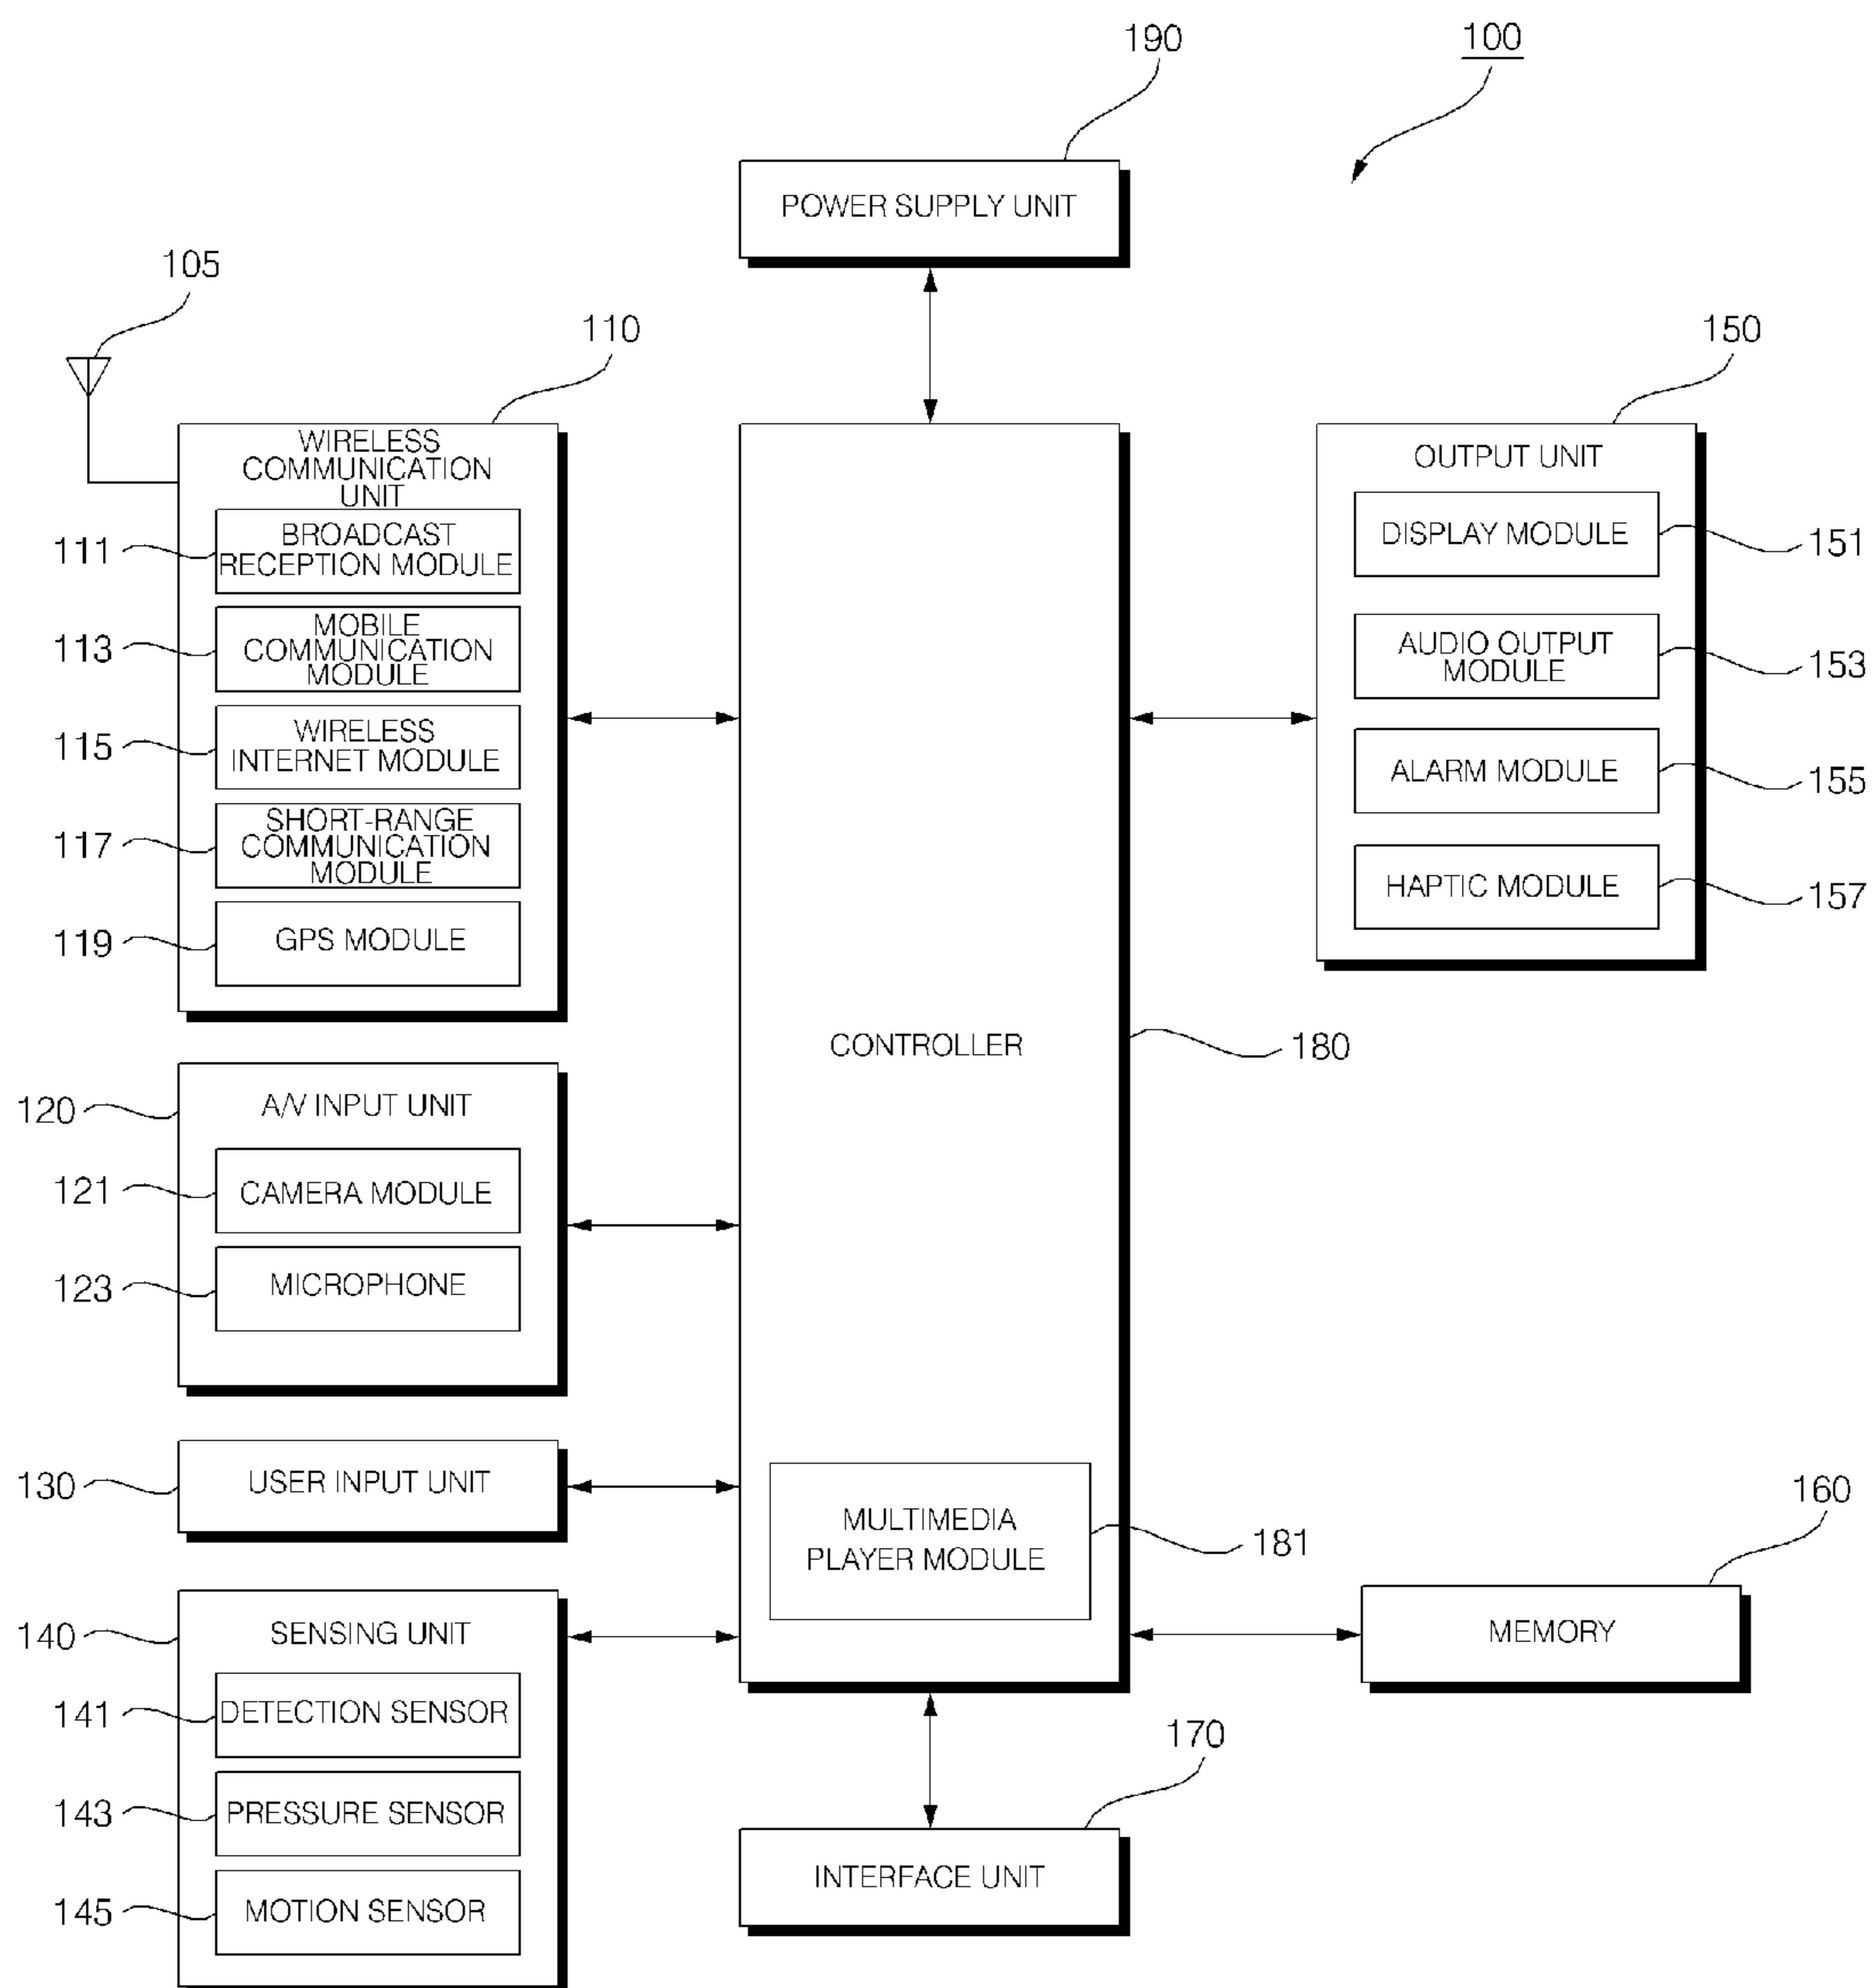 190
100
POWER SUPPLY UNIT
105
110
150
WIRELESS
COMMUNICATION
UNIT
111
BROADCAST
RECEPTION MODULE
113
MOBILE
COMMUNICATION
MODULE
115
WIRELESS
INTERNET MODULE
117
SHORT-RANGE
COMMUNICATION
MODULE
119
GPS MODULE
OUTPUT UNIT
DISPLAY MODULE
151
AUDIO OUTPUT
MODULE
153
ALARM MODULE
155
HAPTIC MODULE
157
CONTROLLER
180
120
A/V INPUT UNIT
121
CAMERA MODULE
123
MICROPHONE
130
USER INPUT UNIT
MULTIMEDIA
PLAYER MODULE
181
160
MEMORY
140
SENSING UNIT
141
DETECTION SENSOR
143
PRESSURE SENSOR
145
MOTION SENSOR
170
INTERFACE UNIT